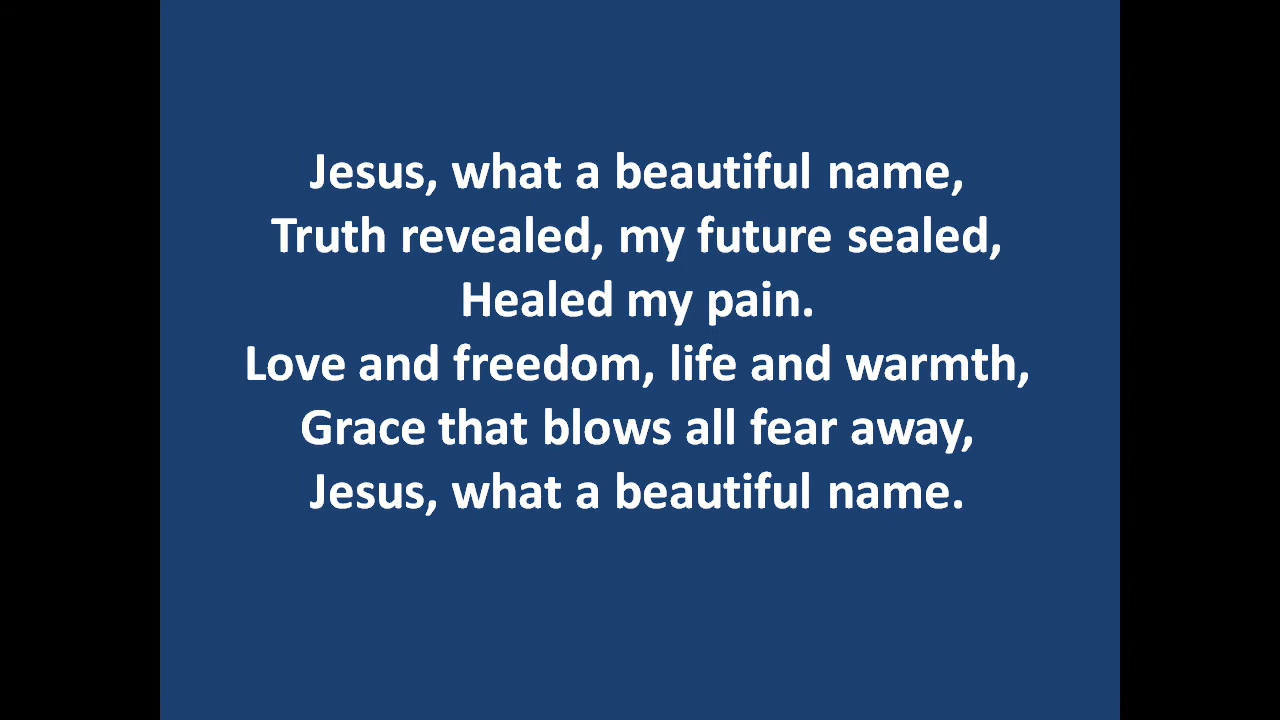 Jesus, what a beautiful name,
Truth revealed, my future sealed,
Healed my pain.
Love and freedom, life and warmth,
Grace that blows all fear away,
Jesus, what a beautiful name.